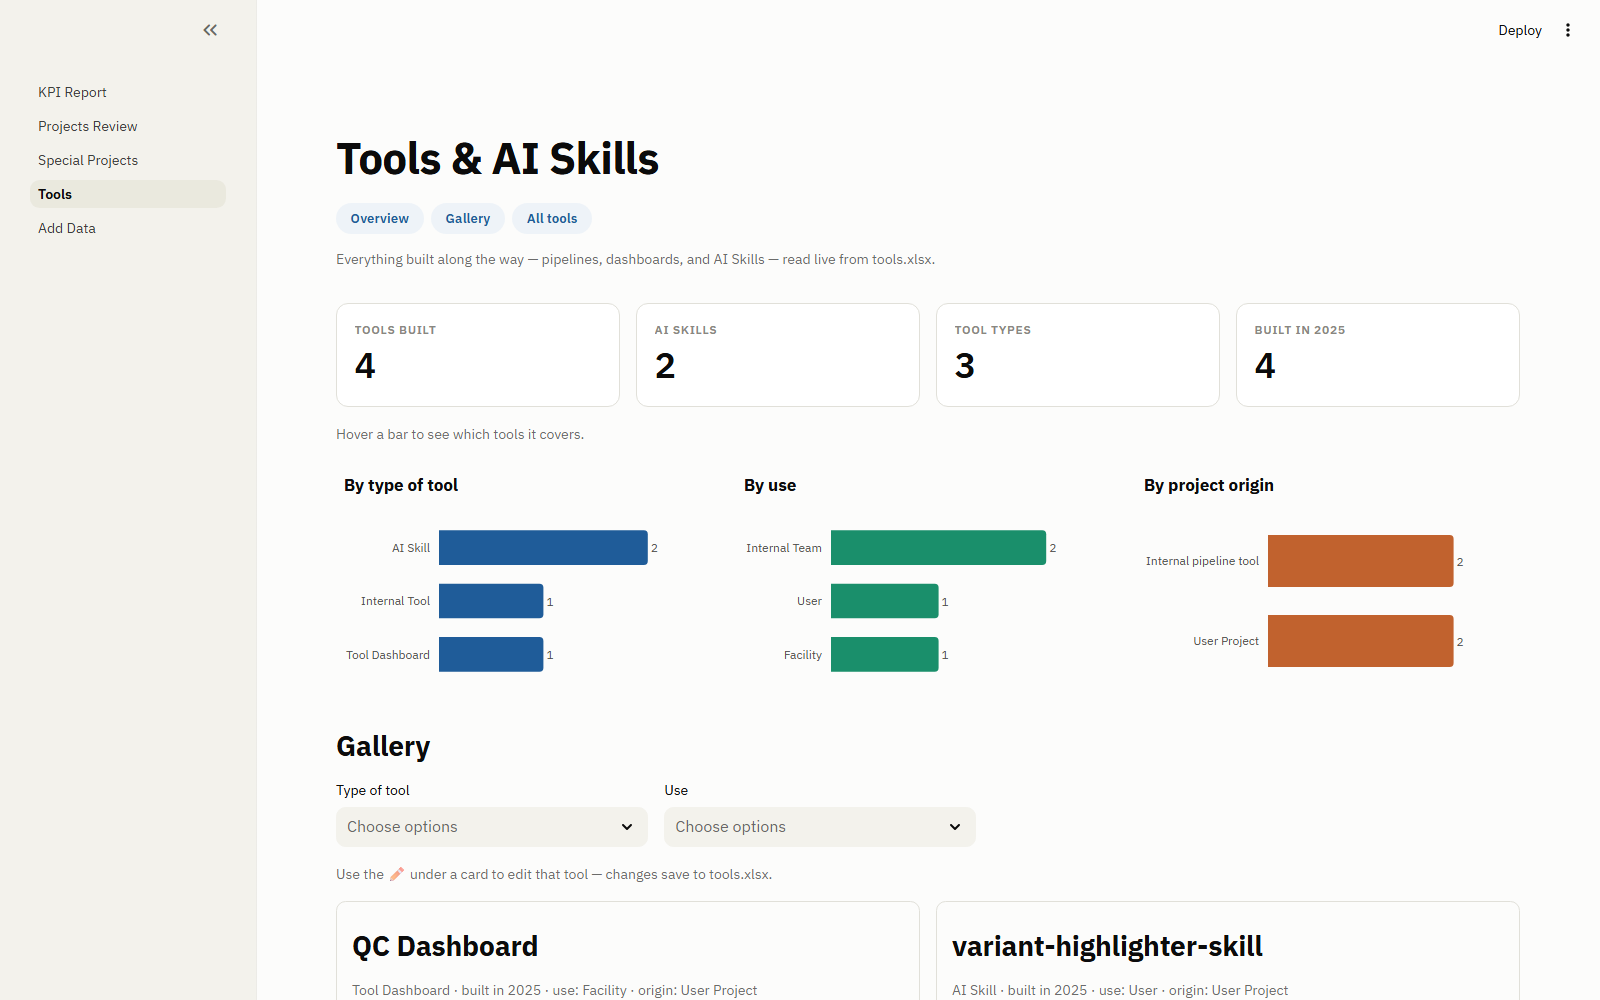 Deploy
KPI Report
Projects Review
Special Projects
Tools
Add Data
Tools & AI Skills
Overview
Gallery
All tools
Everything built along the way — pipelines, dashboards, and AI Skills — read live from tools.xlsx.
TOOLS BUILT
4
AI SKILLS
2
TOOL TYPES
3
BUILT IN 2025
4
Hover a bar to see which tools it covers.
By type of tool
AI Skill 2
Internal Tool 1
Tool Dashboard 1
By use
Internal Team 2
User 1
Facility 1
By project origin
Internal pipeline tool 2
User Project 2
Gallery
Type of tool
Choose options
Use
Choose options
Use the ✏️ under a card to edit that tool — changes save to tools.xlsx.
QC Dashboard
Tool Dashboard · built in 2025 · use: Facility · origin: User Project
variant-highlighter-skill
AI Skill · built in 2025 · use: User · origin: User Project